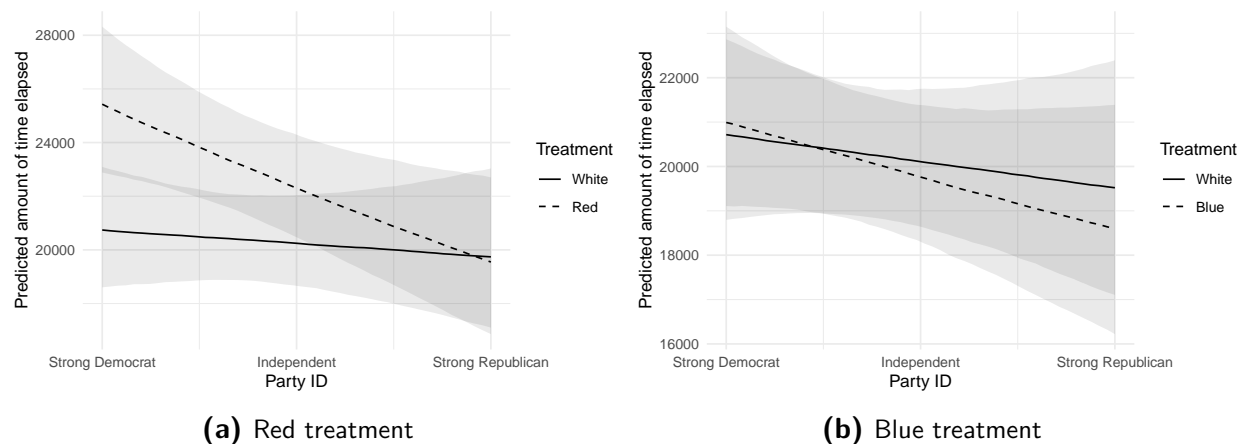 Predicted amount of time elapsed
28000
24000
20000
Strong Democrat Independent Strong Republican
Party ID
Treatment
White
Red
(a) Red treatment
Predicted amount of time elapsed
22000
20000
18000
16000
Strong Democrat Independent Strong Republican
Party ID
Treatment
White
Blue
(b) Blue treatment